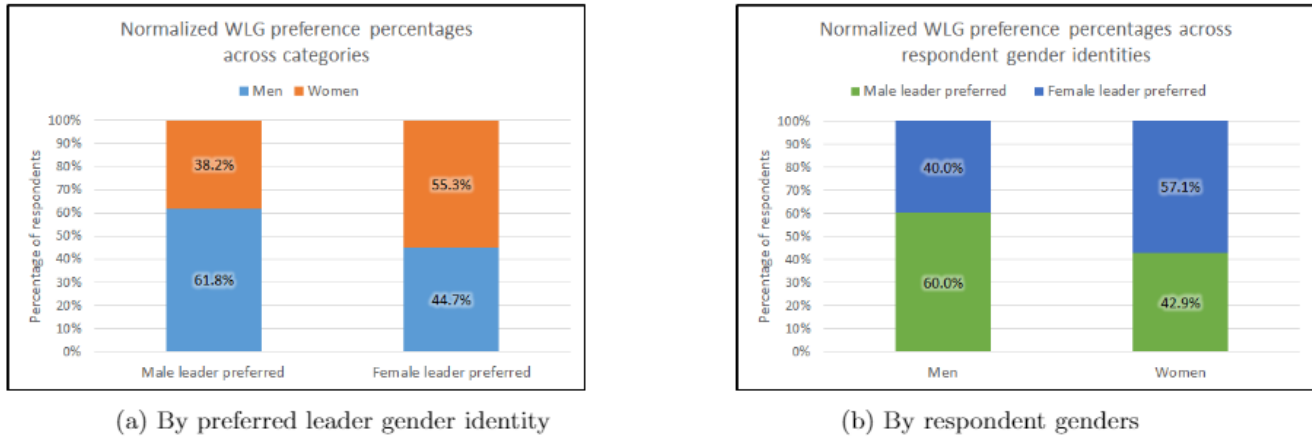 Normalized WLG preference percentages
across categories
Men Women
Percentage of respondents
100%
90%
80%
70%
60%
50%
40%
30%
20%
10%
0%
38.2%
61.8%
55.3%
44.7%
Male leader preferred Female leader preferred
(a) By preferred leader gender identity
Normalized WLG preference percentages across
respondent gender identities
Male leader preferred Female leader preferred
Percentage of respondents
100%
90%
80%
70%
60%
50%
40%
30%
20%
10%
0%
40.0%
60.0%
57.1%
42.9%
Men Women
(b) By respondent genders